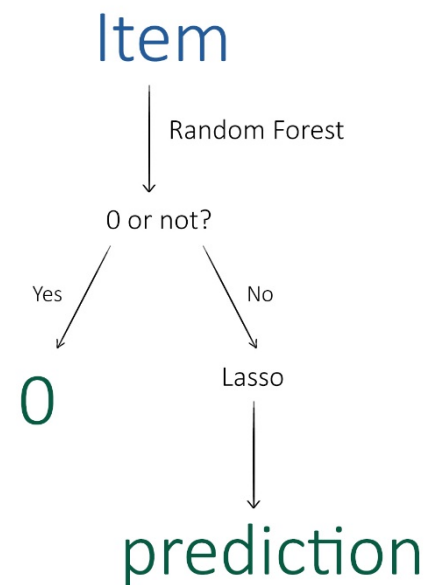 Item
Random Forest
0 or not?
Yes
No
0
Lasso
prediction